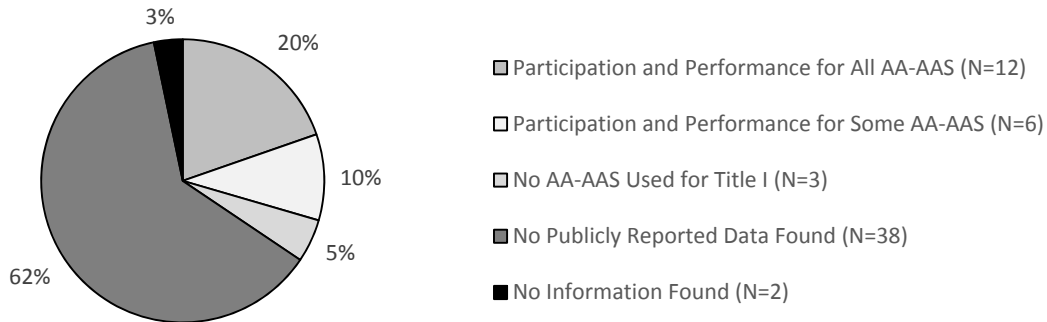 3%
20%
10%
5%
62%
Participation and Performance for All AA-AAS (N=12)
Participation and Performance for Some AA-AAS (N=6)
No AA-AAS Used for Title I (N=3)
No Publicly Reported Data Found (N=38)
No Information Found (N=2)